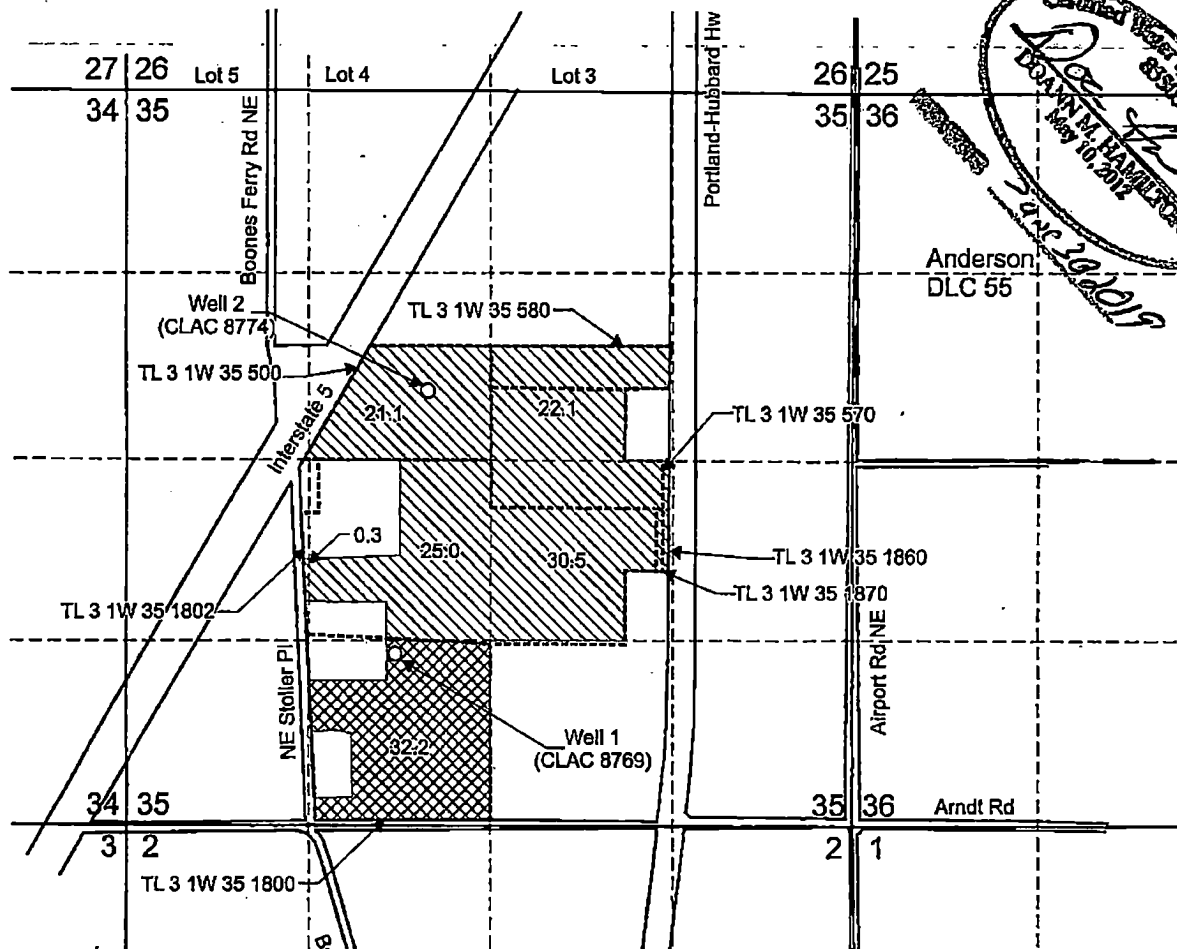 Portland-Hubbard Hw
DOANN M. HAMILTON
May 10, 2012
27 26 Lot 5 Lot 4 Lot 3 26 25
34 35 35 36
Boones Ferry Rd NE
Anderson
DLC 55
Well 2
(CLAC 8774)
TL 3 1W 35 580
TL 3 1W 35 500
Interstate 5
21.1
22.1
TL 3 1W 35 570
0.3
25.0
30.5
TL 3 1W 35 1860
TL 3 1W 35 1870
TL 3 1W 35 1802
NE Stoller Pl
Airport Rd NE
Well 1
(CLAC 8769)
32.2
34 35 35 36 Arndt Rd
3 2 2 1
TL 3 1W 35 1800